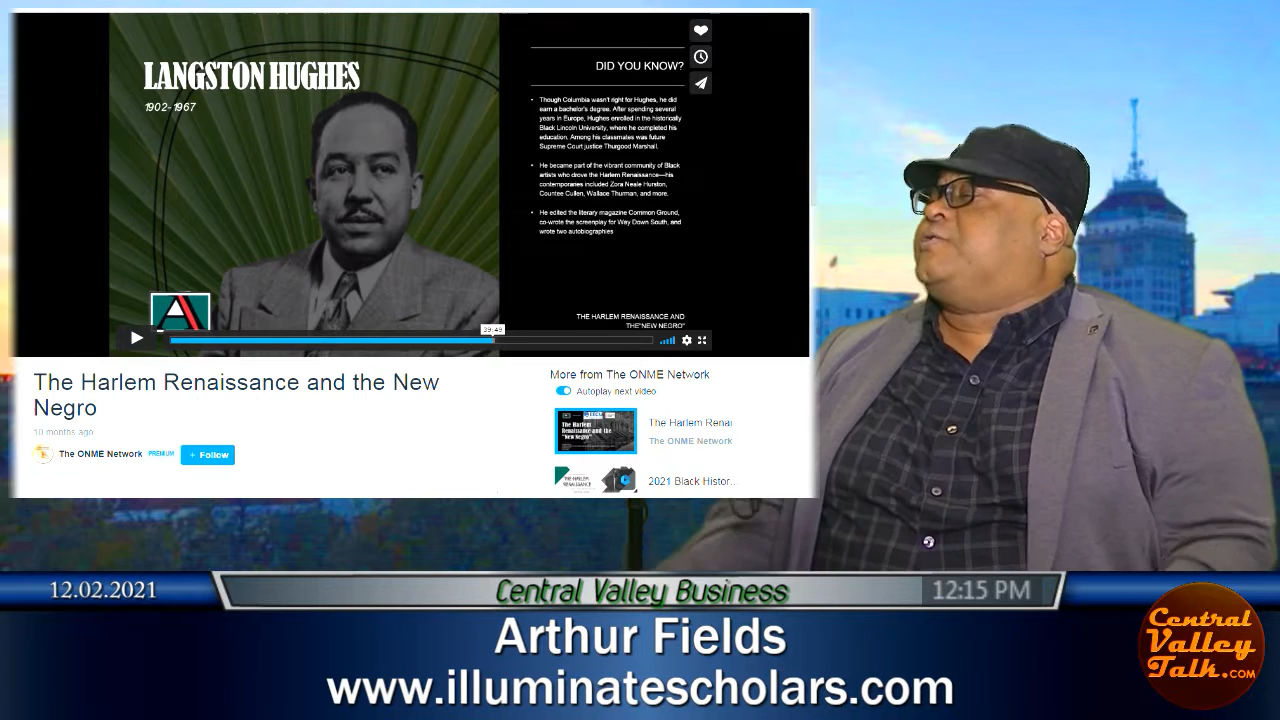 LANGSTON HUGHES
1902-1967
DID YOU KNOW?
• Though Columbia wasn't right for Hughes, he did
earn a bachelor's degree. After spending several
years in Europe, Hughes enrolled in the historically
Black Lincoln University, where he completed his
education. Among his classmates was future
Supreme Court justice Thurgood Marshall.
• He became part of the vibrant community of Black
artists who drove the Harlem Renaissance—his
contemporaries included Zora Neale Hurston,
Countee Cullen, Wallace Thurman, and more.
• He edited the literary magazine Common Ground,
co-wrote the screenplay for Way Down South, and
wrote two autobiographies
THE HARLEM RENAISSANCE AND
THE"NEW NEGRO"
39:49
The Harlem Renaissance and the New
Negro
10 months ago
The ONME Network PREMIUM + Follow
More from The ONME Network
Autoplay next video
The Harlem
Renaissance and the
"New Negro"
The Harlem Renai
The ONME Network
2021 Black Histor...
12.02.2021
Central Valley Business
12:15 PM
Arthur Fields
www.illuminatescholars.com
Central
Valley
Talk.COM